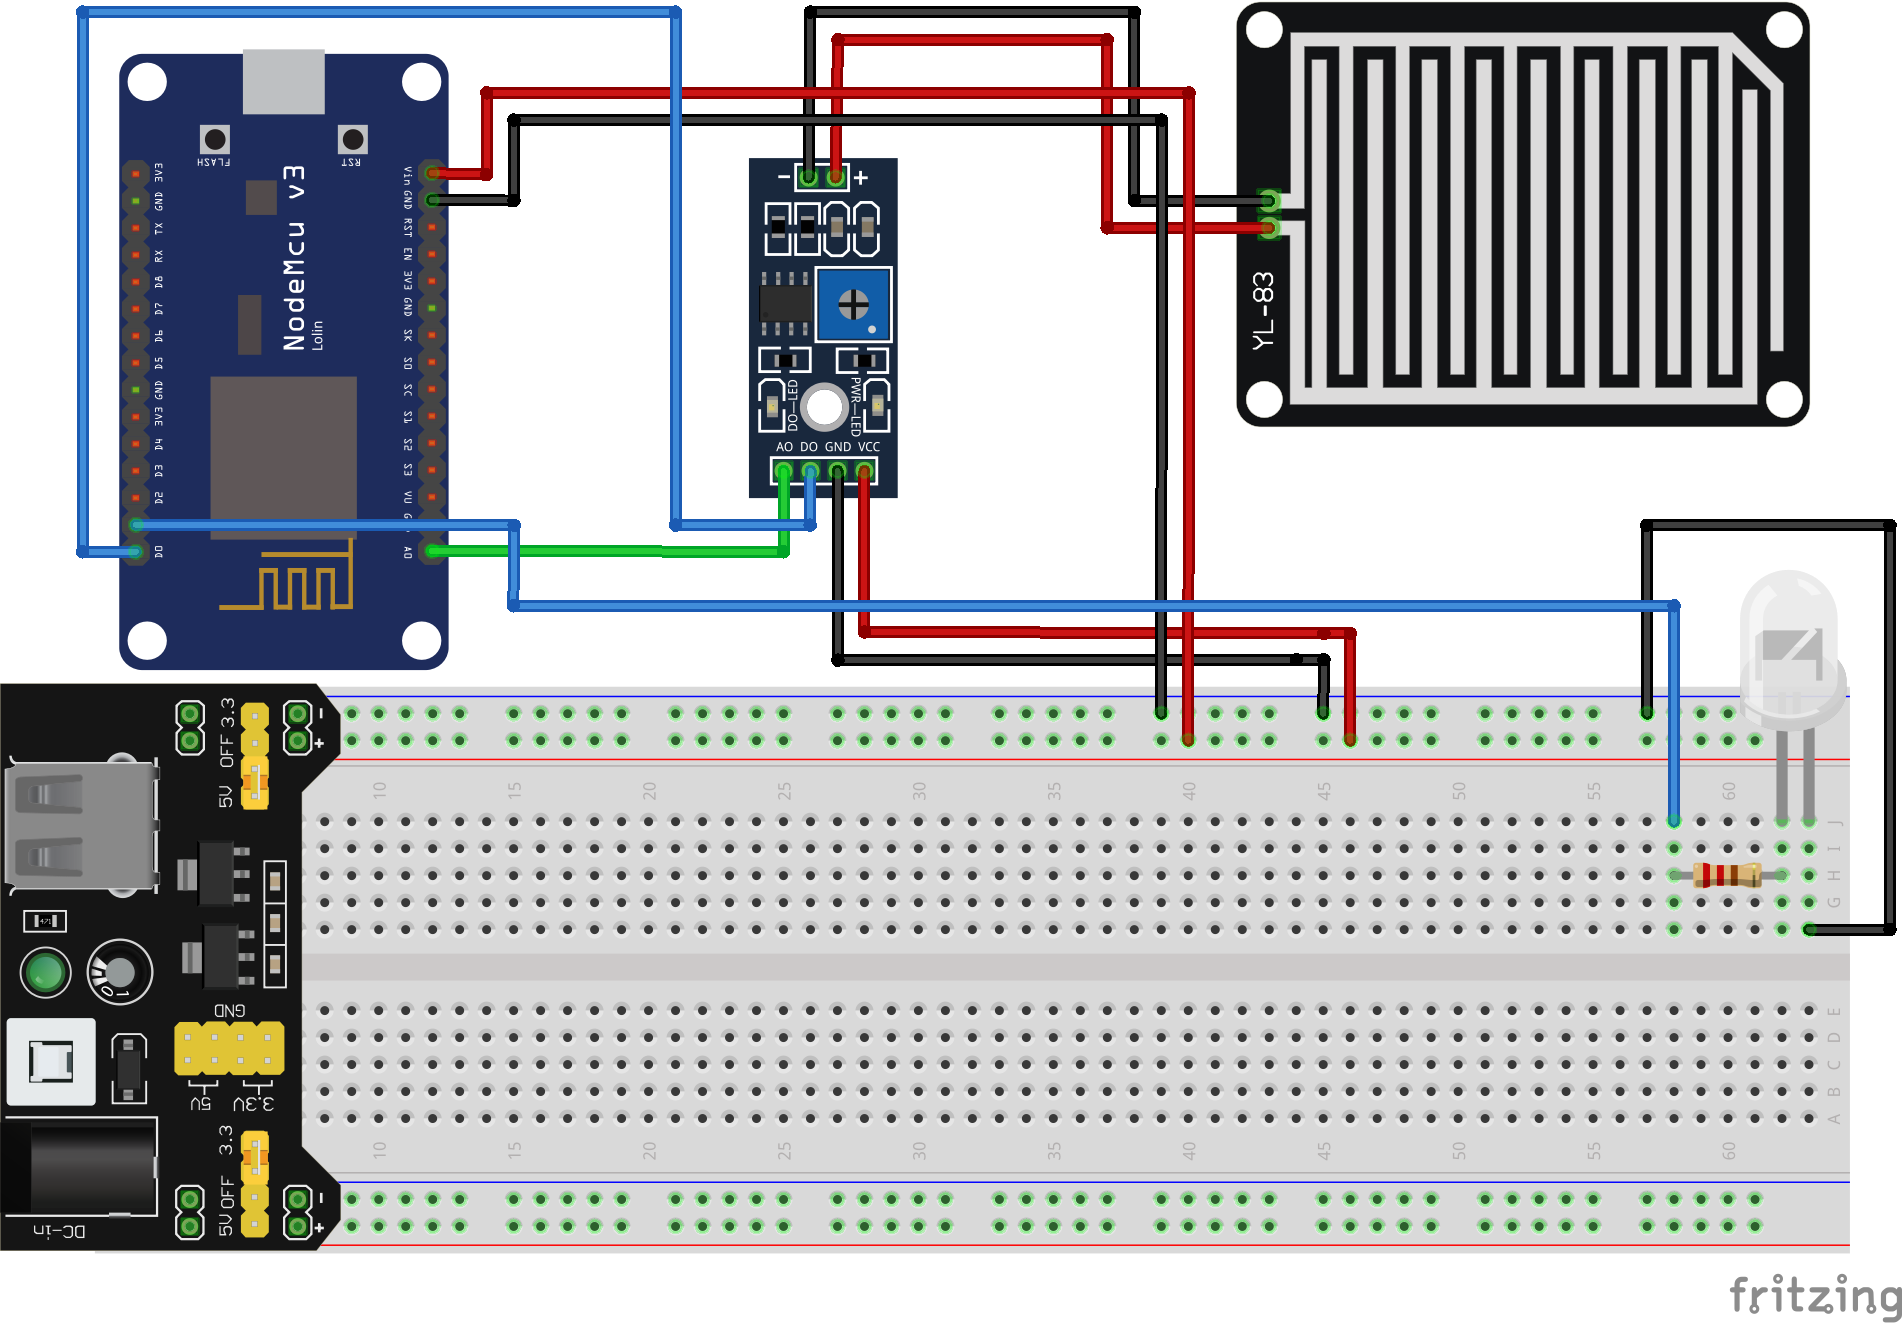 FLASH
RST
3V3
GND
TX
RX
D8
D7
D6
D5
GND
3V3
D4
D3
D2
D0
NodeMcu v3
Lolin
Vin
GND
RST
EN
3V3
GND
SK
SO
SC
S1
S2
S3
VU
G
A0
- +
DO—LED
PWR—LED
AO DO GND VCC
YL-83
5V OFF 3.3
-
+
471
0 1
GND
5V 3.3V
DC-in
5V OFF 3.3
-
+
10 15 20 25 30 35 40 45 50 55 60
J
I
H
G
E
D
C
B
A
10 15 20 25 30 35 40 45 50 55 60
fritzing